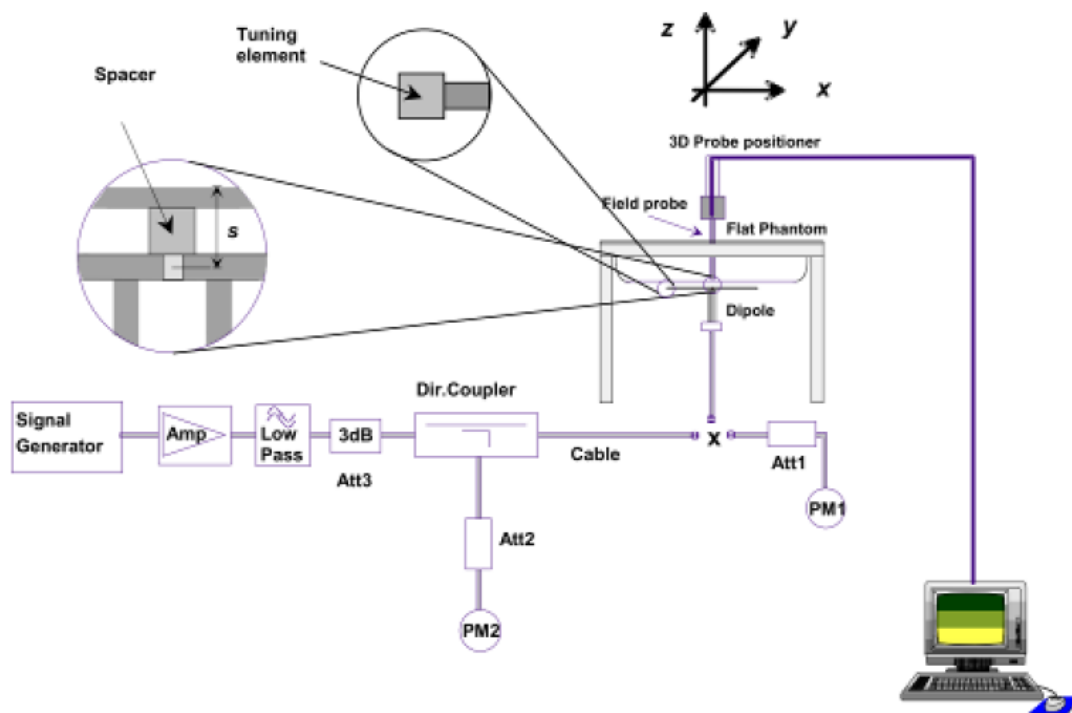 Tuning
element
Spacer
s
z
y
x
3D Probe positioner
Field probe
Flat Phantom
Dipole
Dir.Coupler
Signal
Generator
Amp
Low
Pass
3dB
Att3
Cable
x
Att1
PM1
Att2
PM2